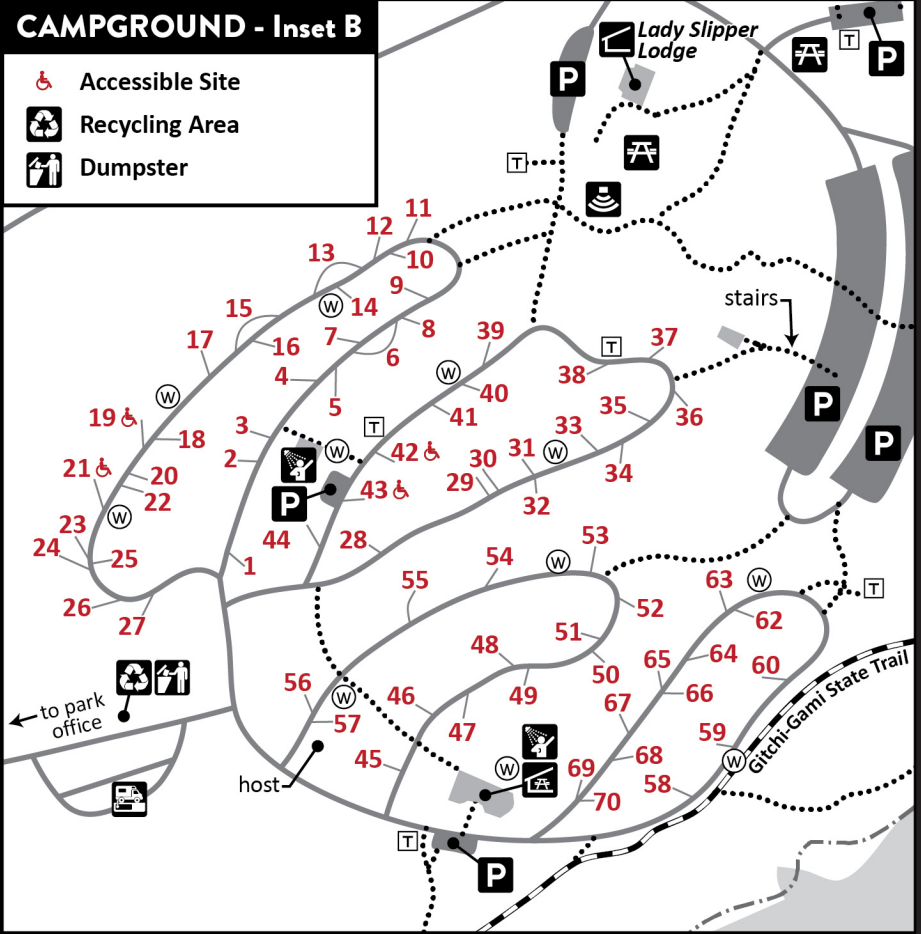 CAMPGROUND - Inset B
Accessible Site
Recycling Area
Dumpster
Lady Slipper
Lodge
T
P
P
T
11
12
13
10
9
14
15
7
8
16
17
6
39
T
37
stairs
4
38
W
W
W
40
5
41
35
36
P
19
3
T
33
P
18
2
W
42
31
W
34
21
20
30
22
P
43
29
32
W
23
24
25
44
28
53
1
54
W
63
W
T
26
55
52
62
27
51
48
65
64
60
50
56
46
49
66
to park
office
W
57
47
67
59
Gitchi-Gami State Trail
45
68
W
host
W
69
58
70
T
P